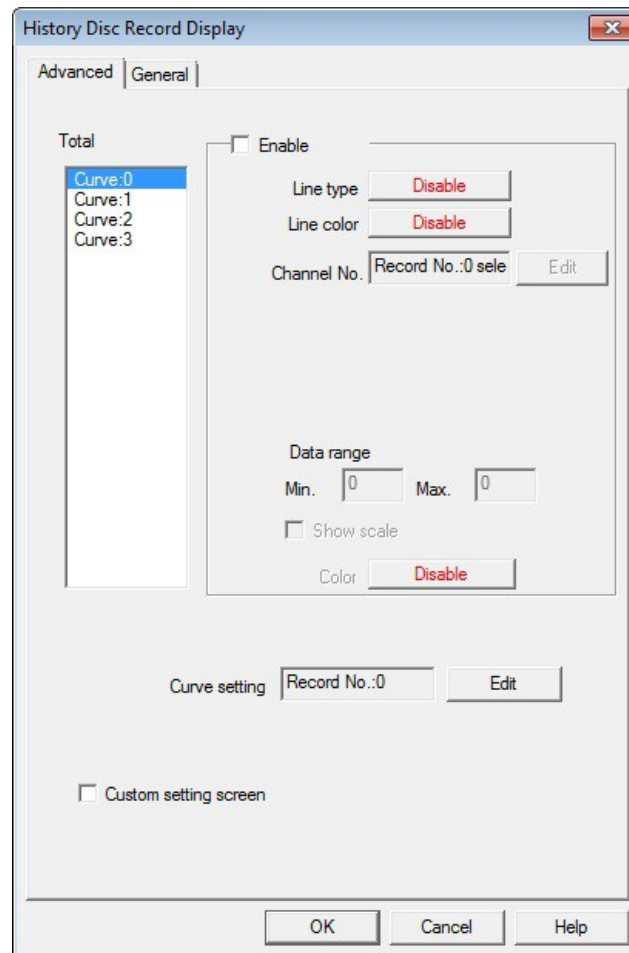 History Disc Record Display
Advanced General
Total
Curve:0
Curve:1
Curve:2
Curve:3
Enable
Line type Disable
Line color Disable
Channel No. Record No.:0 sele Edit
Data range
Min. 0 Max. 0
Show scale
Color Disable
Curve setting Record No.:0 Edit
Custom setting screen
OK Cancel Help